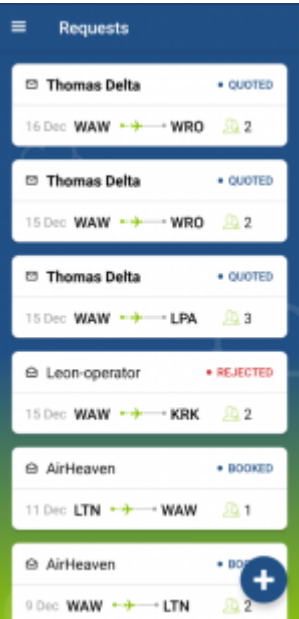 Requests
Thomas Delta • QUOTED
16 Dec WAW WRO 2
Thomas Delta • QUOTED
15 Dec WAW WRO 2
Thomas Delta • QUOTED
15 Dec WAW LPA 3
Leon-operator • REJECTED
15 Dec WAW KRK 2
AirHeaven • BOOKED
11 Dec LTN WAW 1
AirHeaven
9 Dec WAW LTN 2